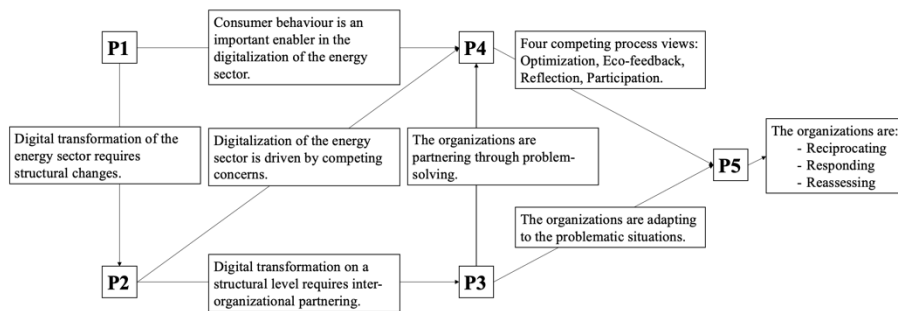 P1
Consumer behaviour is an
important enabler in the
digitalization of the energy
sector.
P4
Four competing process views:
Optimization, Eco-feedback,
Reflection, Participation.
Digital transformation of the
energy sector requires
structural changes.
Digitalization of the energy
sector is driven by competing
concerns.
The organizations are
partnering through problem-
solving.
P5
The organizations are:
- Reciprocating
- Responding
- Reassessing
The organizations are adapting
to the problematic situations.
P2
Digital transformation on a
structural level requires inter-
organizational partnering.
P3